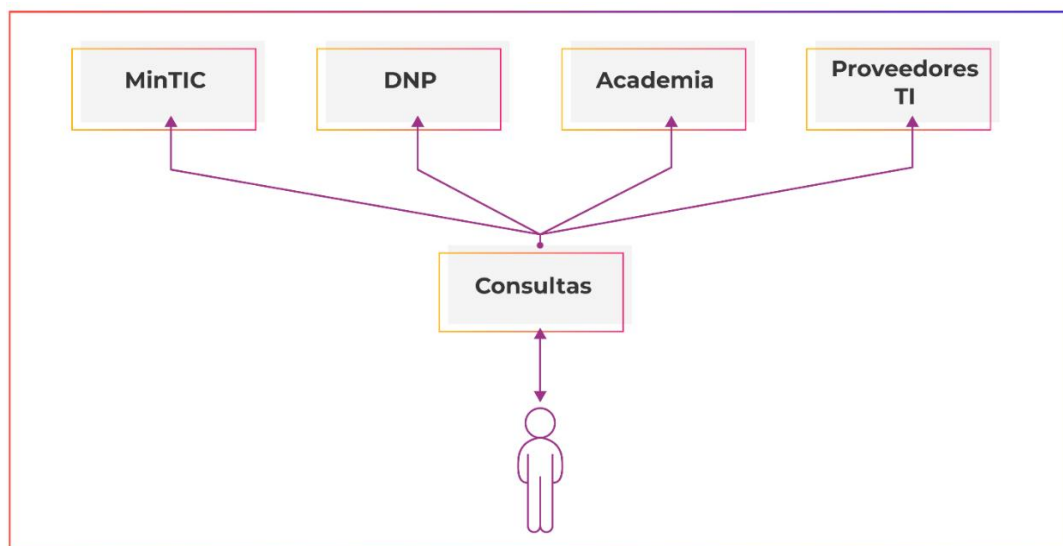 MinTIC
DNP
Academia
Proveedores
TI
Consultas